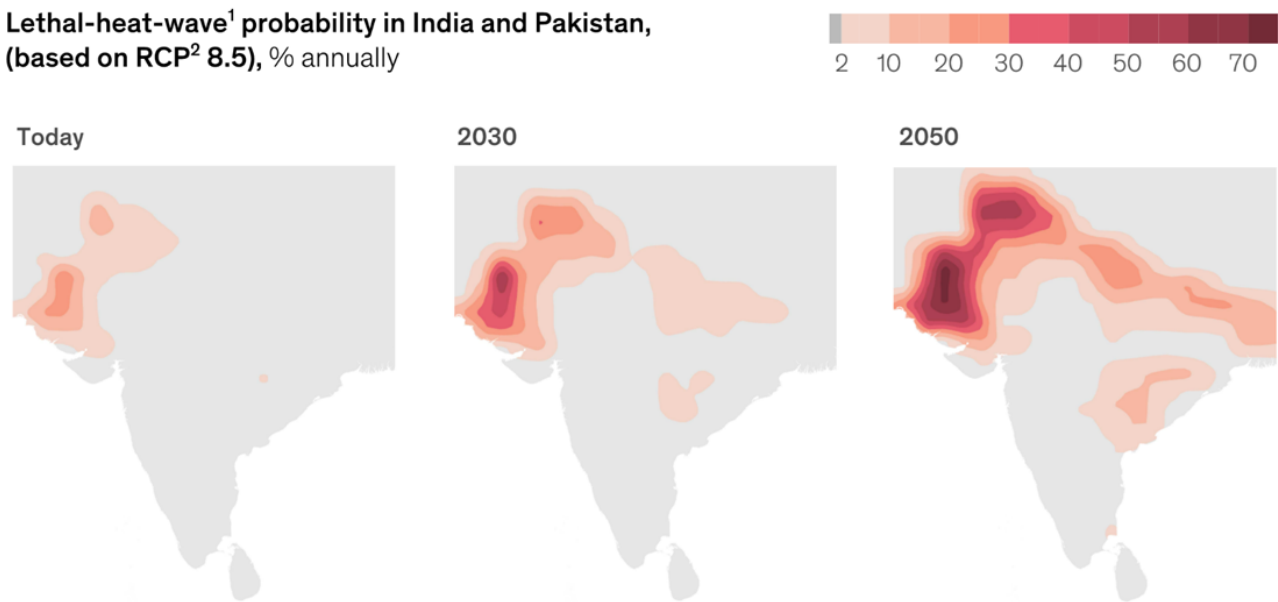 Lethal-heat-wave¹ probability in India and Pakistan,
(based on RCP² 8.5), % annually
2 10 20 30 40 50 60 70
Today
2030
2050